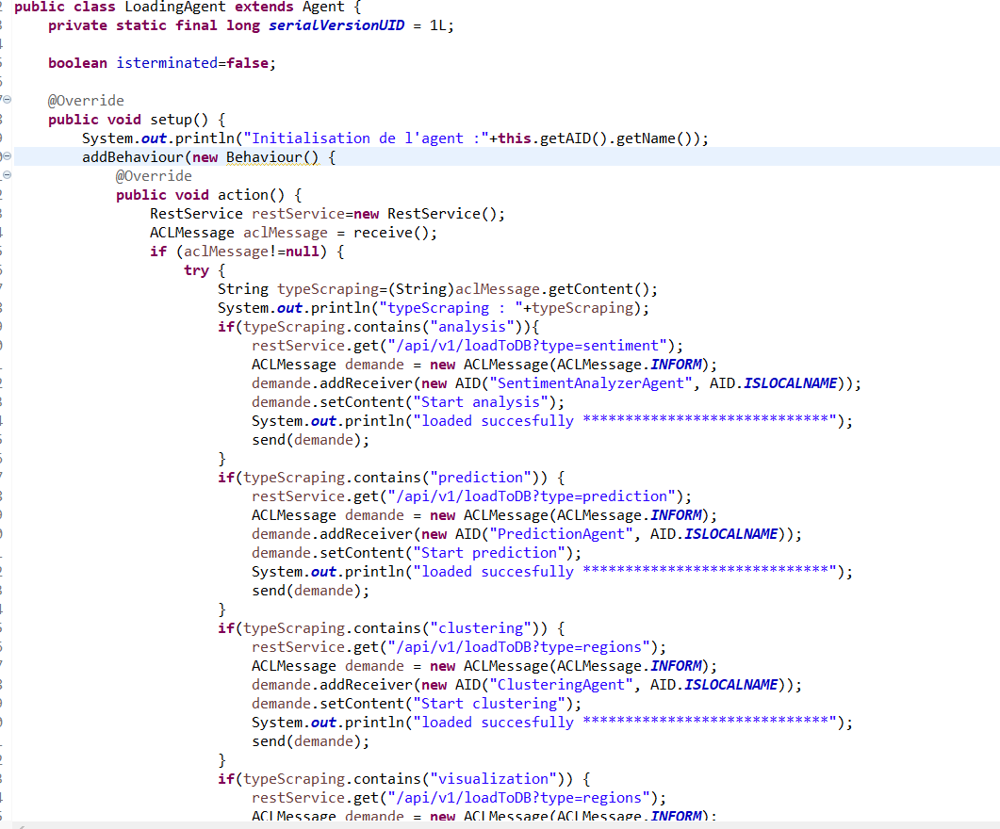 public class LoadingAgent extends Agent {
private static final long serialVersionUID = 1L;
boolean isterminated=false;
@Override
public void setup() {
System.out.println("Initialisation de l'agent :"+this.getAID().getName());
addBehaviour(new Behaviour() {
@Override
public void action() {
RestService restService=new RestService();
ACLMessage aclMessage = receive();
if (aclMessage!=null) {
try {
String typeScraping=(String)aclMessage.getContent();
System.out.println("typeScraping : "+typeScraping);
if(typeScraping.contains("analysis")){
restService.get("/api/v1/loadToDB?type=sentiment");
ACLMessage demande = new ACLMessage(ACLMessage.INFORM);
demande.addReceiver(new AID("SentimentAnalyzerAgent", AID.ISLOCALNAME));
demande.setContent("Start analysis");
System.out.println("loaded succesfully *****************************");
send(demande);
}
if(typeScraping.contains("prediction")) {
restService.get("/api/v1/loadToDB?type=prediction");
ACLMessage demande = new ACLMessage(ACLMessage.INFORM);
demande.addReceiver(new AID("PredictionAgent", AID.ISLOCALNAME));
demande.setContent("Start prediction");
System.out.println("loaded succesfully *****************************");
send(demande);
}
if(typeScraping.contains("clustering")) {
restService.get("/api/v1/loadToDB?type=regions");
ACLMessage demande = new ACLMessage(ACLMessage.INFORM);
demande.addReceiver(new AID("ClusteringAgent", AID.ISLOCALNAME));
demande.setContent("Start clustering");
System.out.println("loaded succesfully *****************************");
send(demande);
}
if(typeScraping.contains("visualization")) {
restService.get("/api/v1/loadToDB?type=regions");
ACLMessage demande = new ACLMessage(ACLMessage.INFORM);